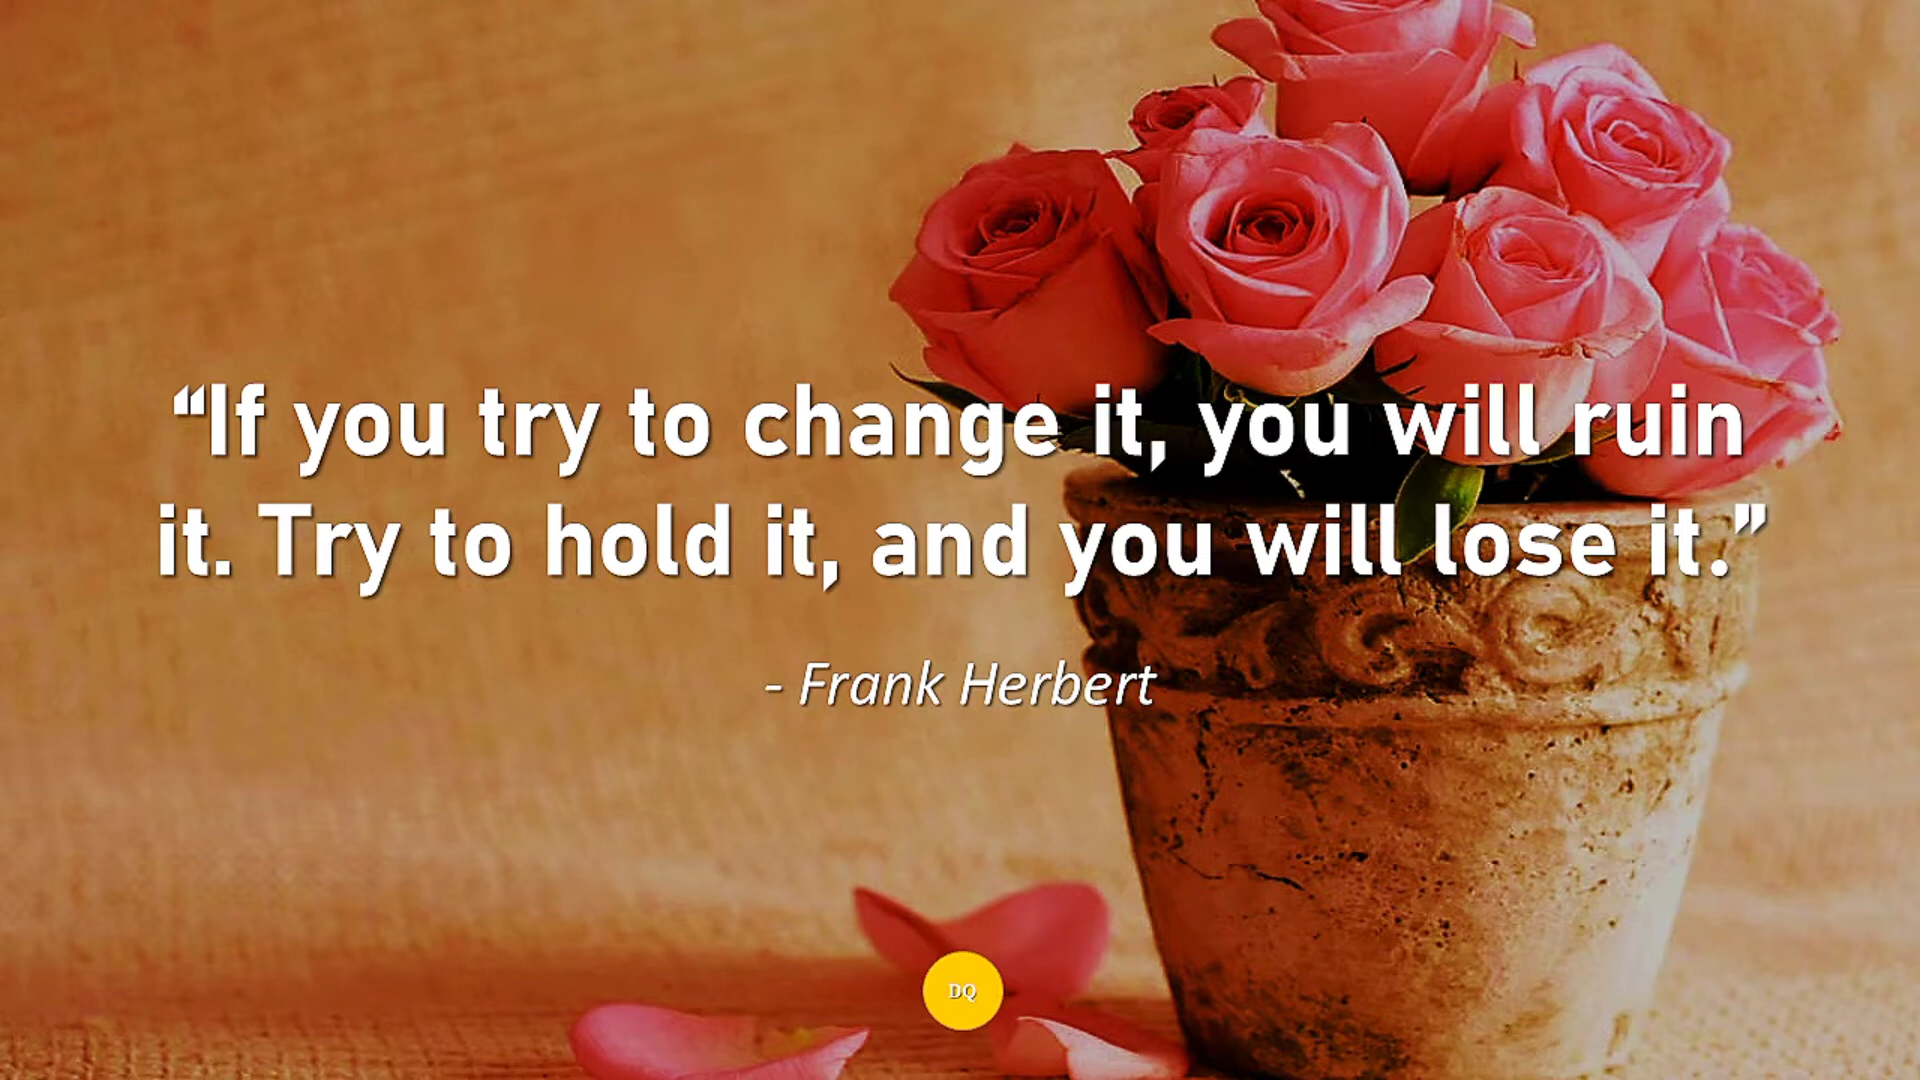 “If you try to change it, you will ruin
it. Try to hold it, and you will lose it.”
- Frank Herbert
DQ